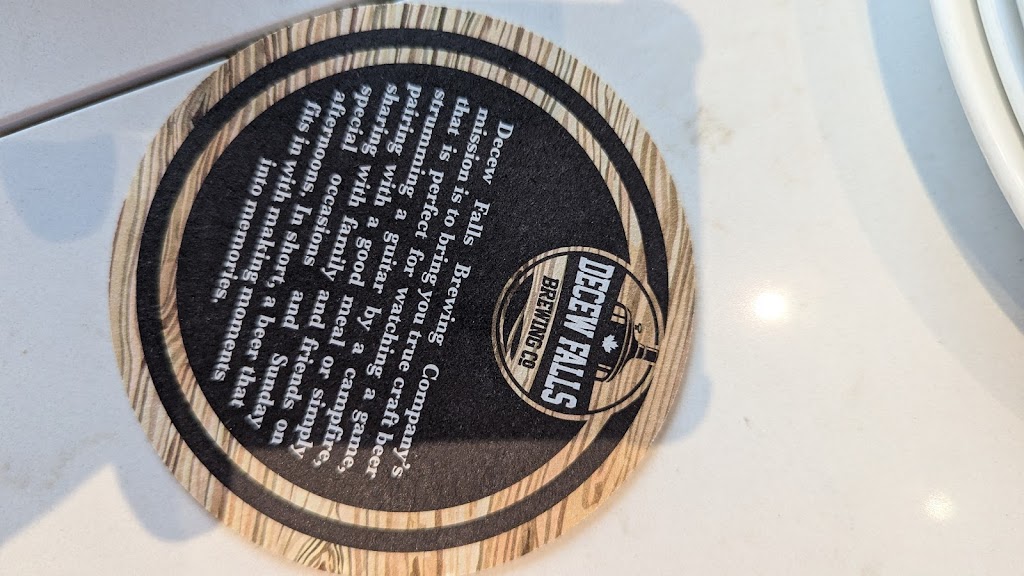 DECEW FALLS
BREWING CO
Decew Falls Brewing Company's
mission is to bring you true craft beer
that is perfect for watching a game,
strumming a guitar by a campfire,
pairing with a good meal or simply
sharing with family and friends on
special occasions and Sunday
afternoons. In short, a beer that
fits in with making moments
into memories.